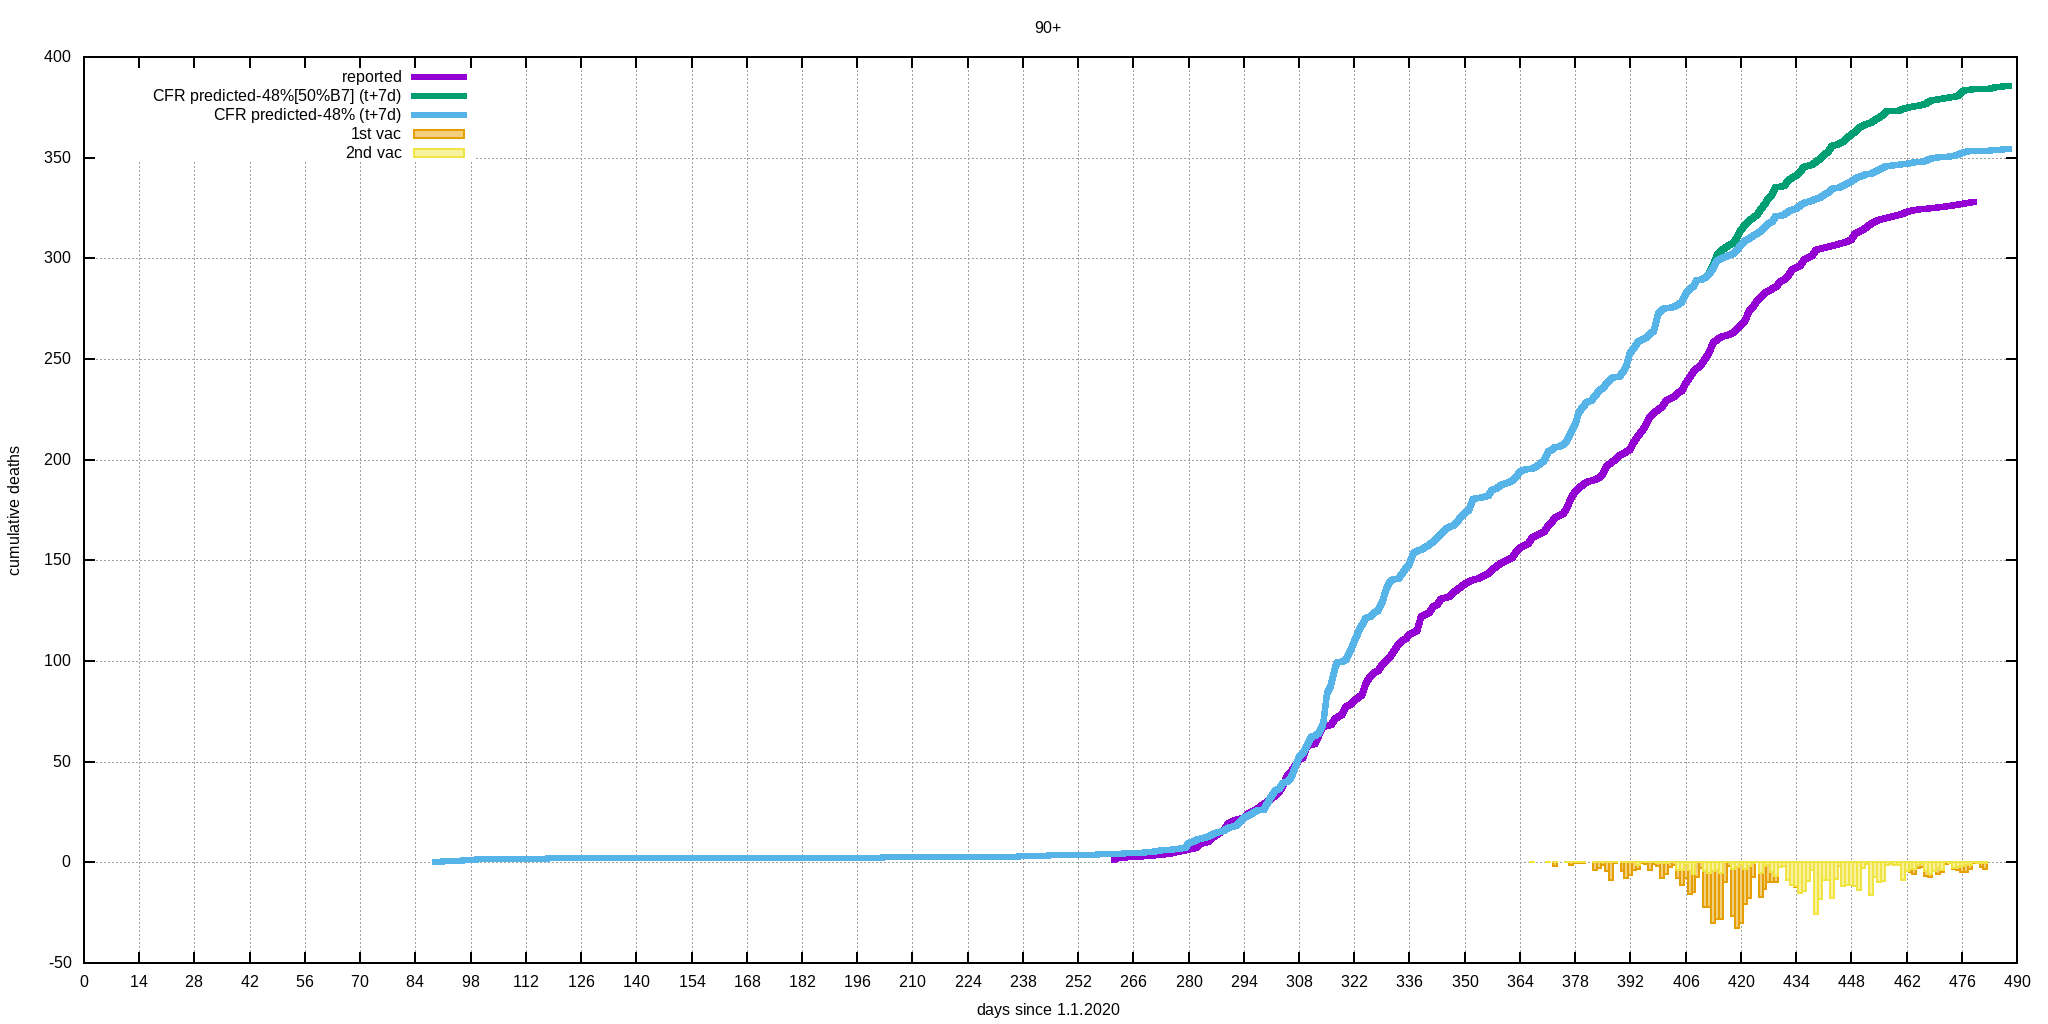 90+
400
350
300
250
200
150
100
50
0
-50
cumulative deaths
reported
CFR predicted-48%[50%B7] (t+7d)
CFR predicted-48% (t+7d)
1st vac
2nd vac
0 14 28 42 56 70 84 98 112 126 140 154 168 182 196 210 224 238 252 266 280 294 308 322 336 350 364 378 392 406 420 434 448 462 476 490
days since 1.1.2020